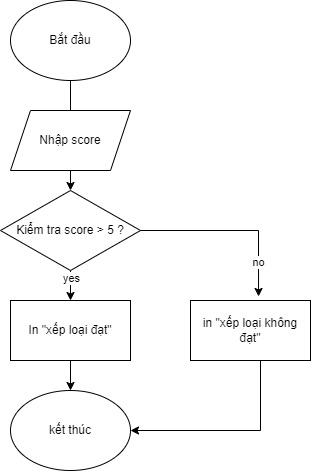 Bắt đầu
Nhập score
Kiểm tra score > 5 ?
yes
no
In "xếp loại đạt"
in "xếp loại không
đạt"
kết thúc